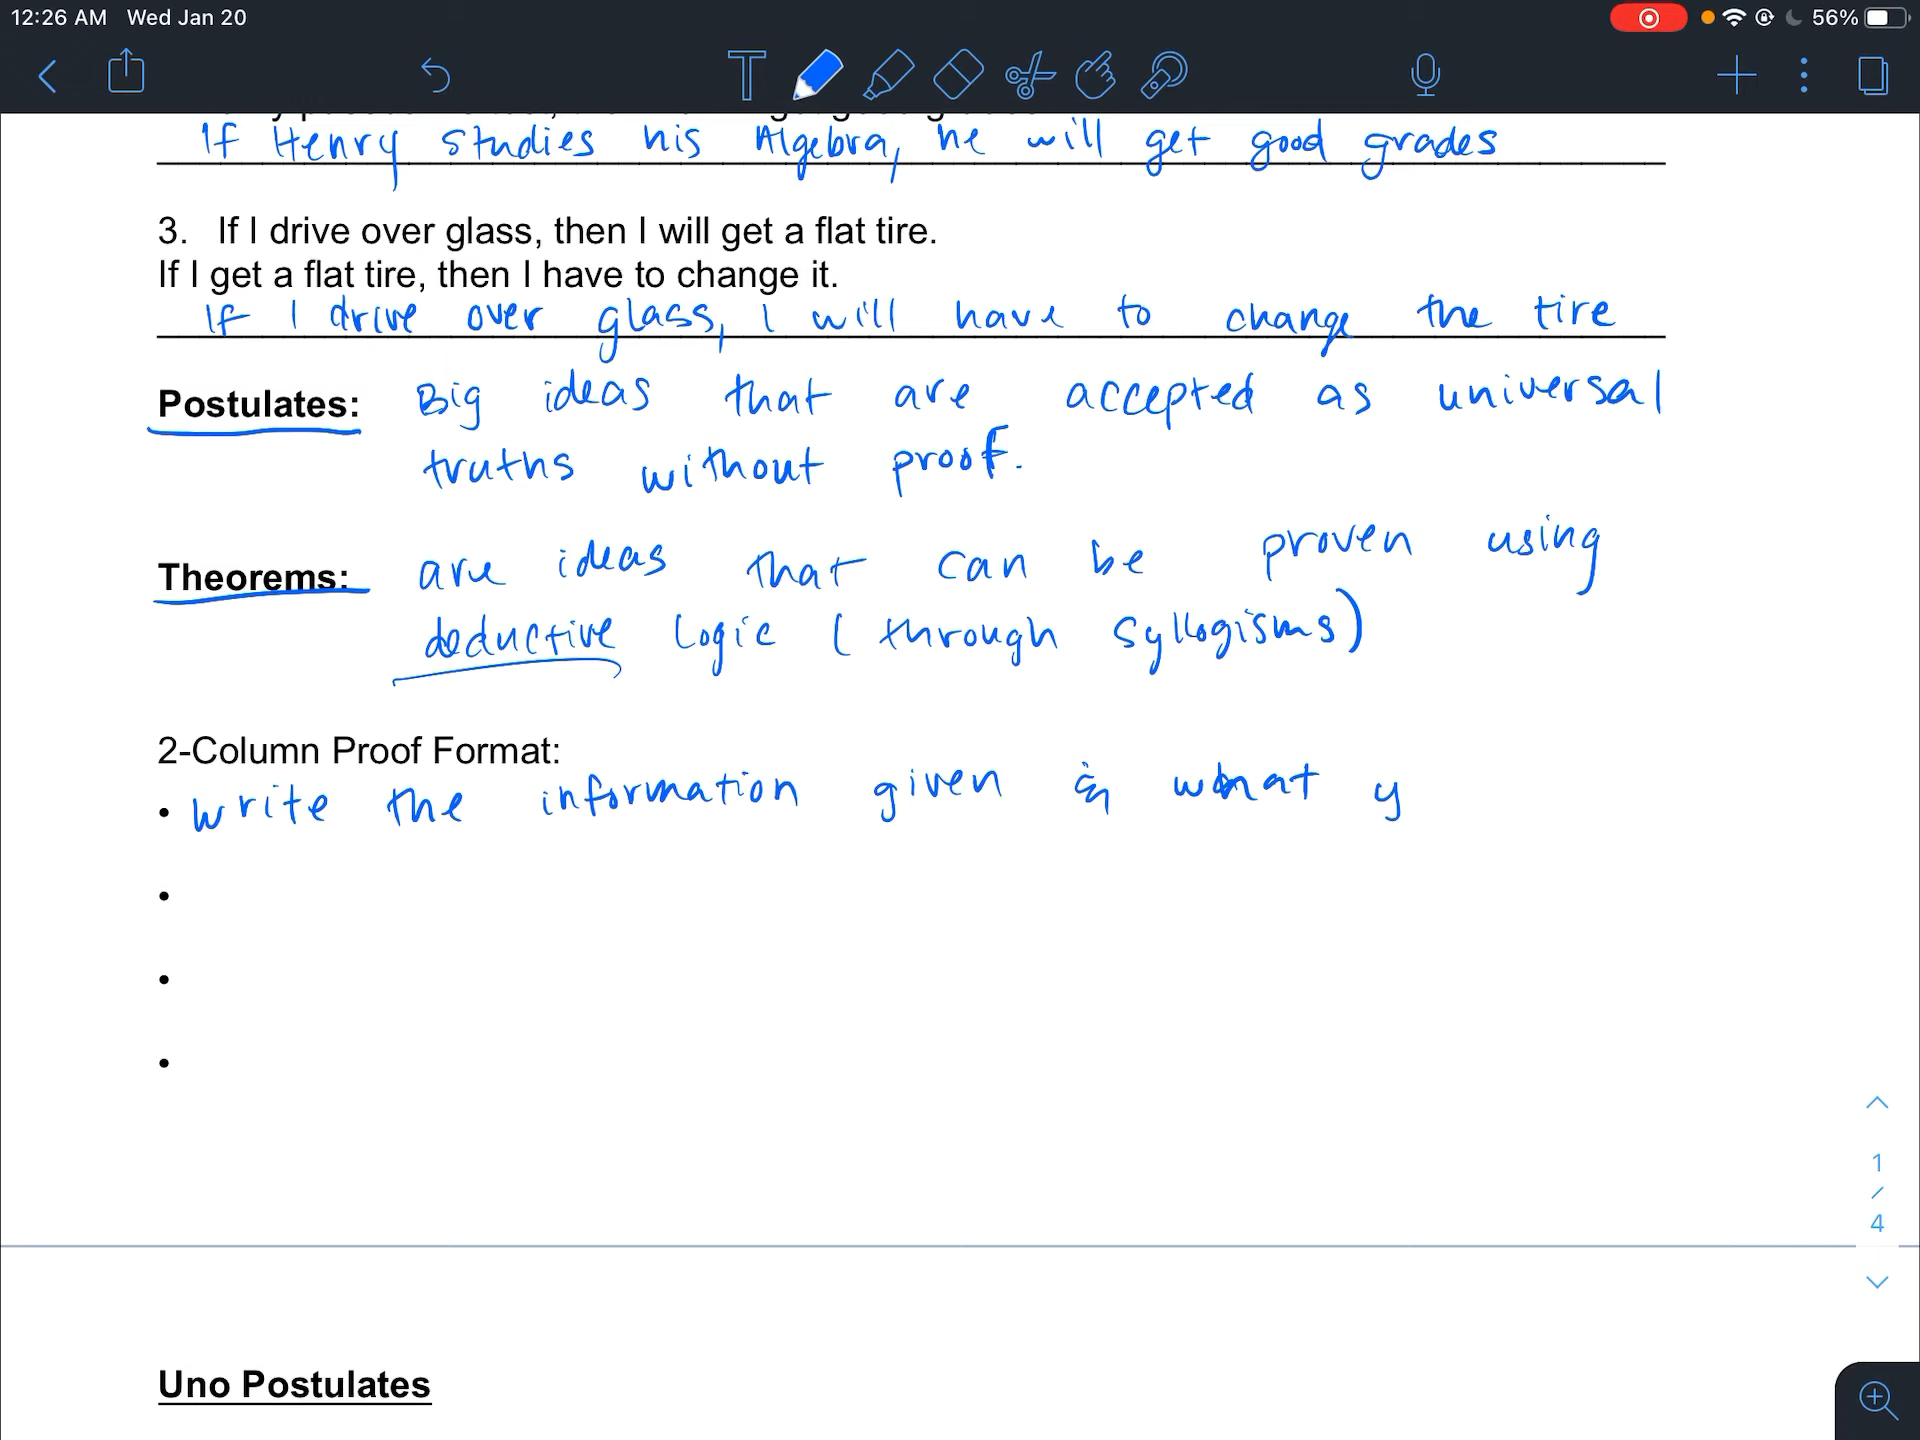 12:26 AM Wed Jan 20
56%
If Henry studies his Algebra, he will get good grades
3. If I drive over glass, then I will get a flat tire.
If I get a flat tire, then I have to change it.
If I drive over glass, I will have to change the tire
Postulates: Big ideas that are accepted as universal
truths without proof.
Theorems: are ideas that can be proven using
deductive logic (through syllogisms)
2-Column Proof Format:
• write the information given & what y
•
•
•
1
/
4
Uno Postulates